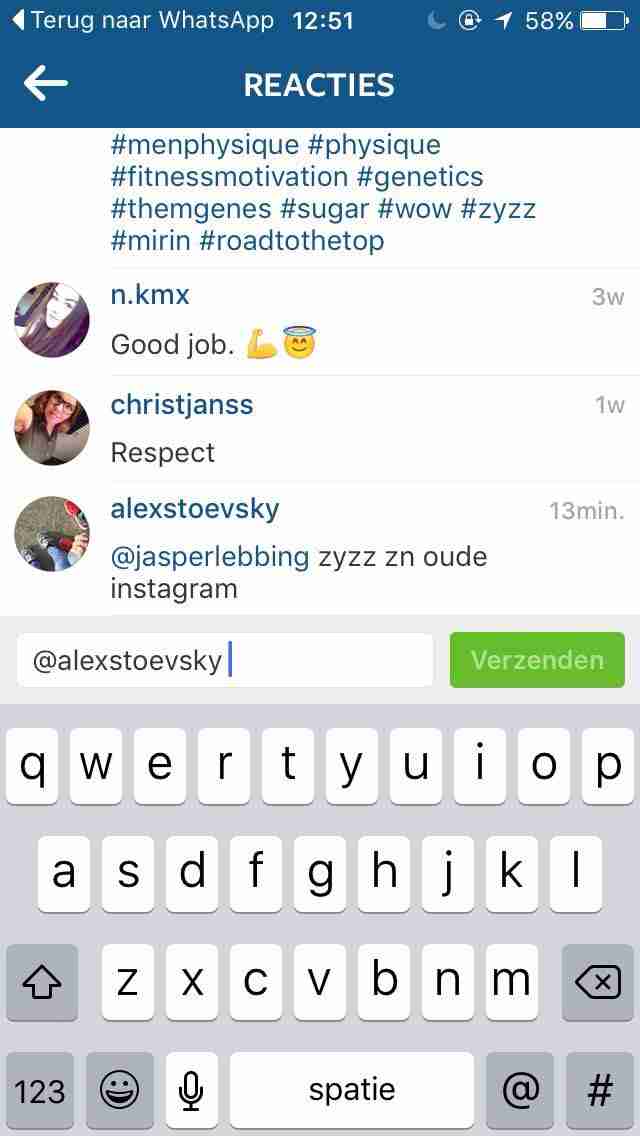 Terug naar WhatsApp 12:51 58%
REACTIES
#menphysique #physique
#fitnessmotivation #genetics
#themgenes #sugar #wow #zyzz
#mirin #roadtothetop
n.kmx 3w
Good job. 💪😇
christjanss 1w
Respect
alexstoevsky 13min.
@jasperlebbing zyzz zn oude
instagram
@alexstoevsky Verzenden
q w e r t y u i o p
a s d f g h j k l
z x c v b n m
123 spatie @ #